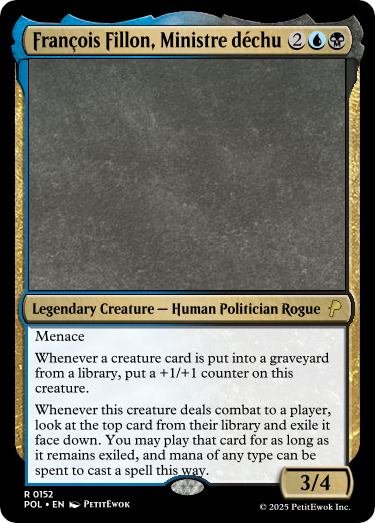 François Fillon, Ministre déchu 2
Legendary Creature — Human Politician Rogue
Menace
Whenever a creature card is put into a graveyard
from a library, put a +1/+1 counter on this
creature.
Whenever this creature deals combat to a player,
look at the top card from their library and exile it
face down. You may play that card for as long as
it remains exiled, and mana of any type can be
spent to cast a spell this way.
3/4
R 0152
POL • EN PetitEwok
© 2025 PetitEwok Inc.